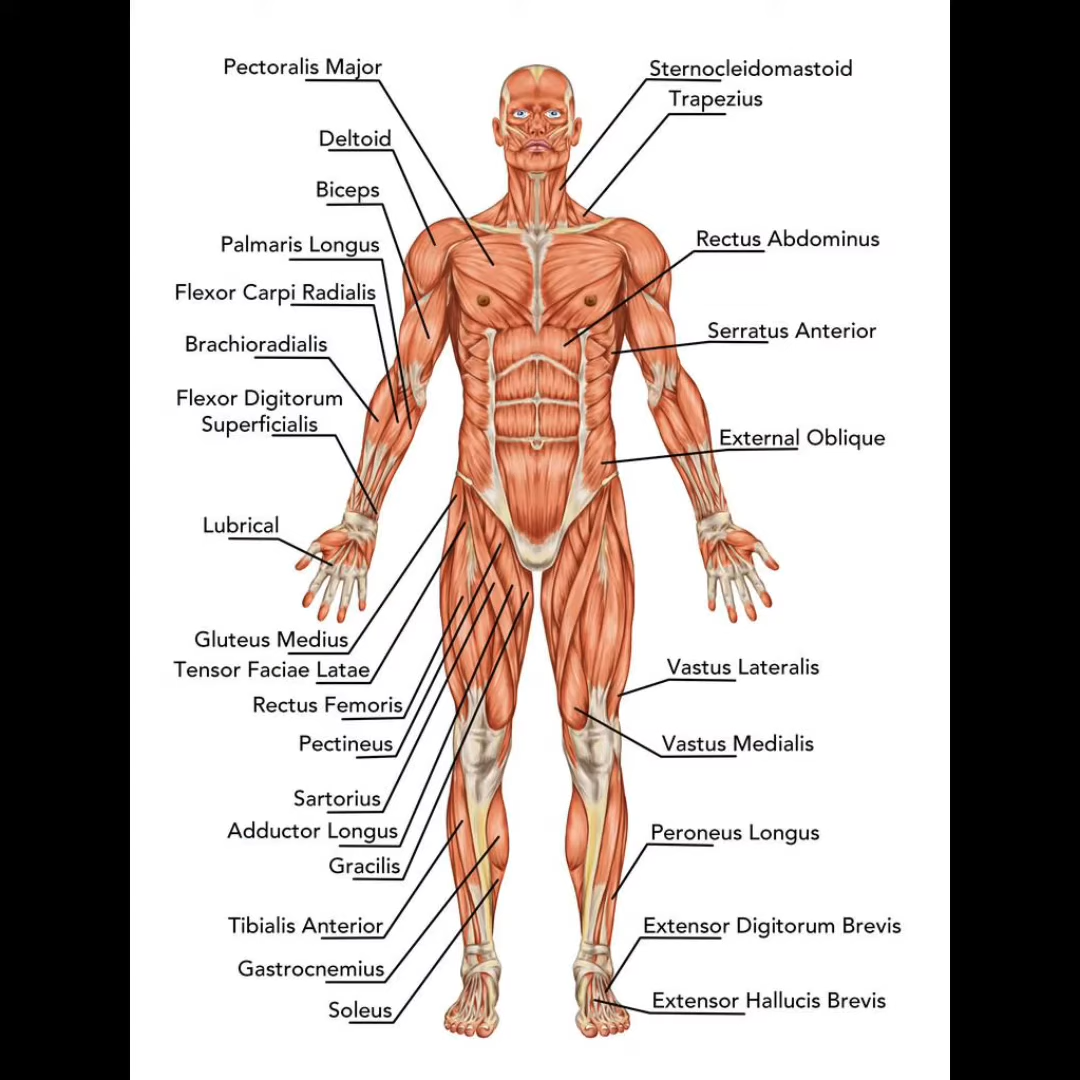 Pectoralis Major
Deltoid
Biceps
Palmaris Longus
Flexor Carpi Radialis
Brachioradialis
Flexor Digitorum
Superficialis
Lubrical
Gluteus Medius
Tensor Faciae Latae
Rectus Femoris
Pectineus
Sartorius
Adductor Longus
Gracilis
Tibialis Anterior
Gastrocnemius
Soleus
Sternocleidomastoid
Trapezius
Rectus Abdominus
Serratus Anterior
External Oblique
Vastus Lateralis
Vastus Medialis
Peroneus Longus
Extensor Digitorum Brevis
Extensor Hallucis Brevis